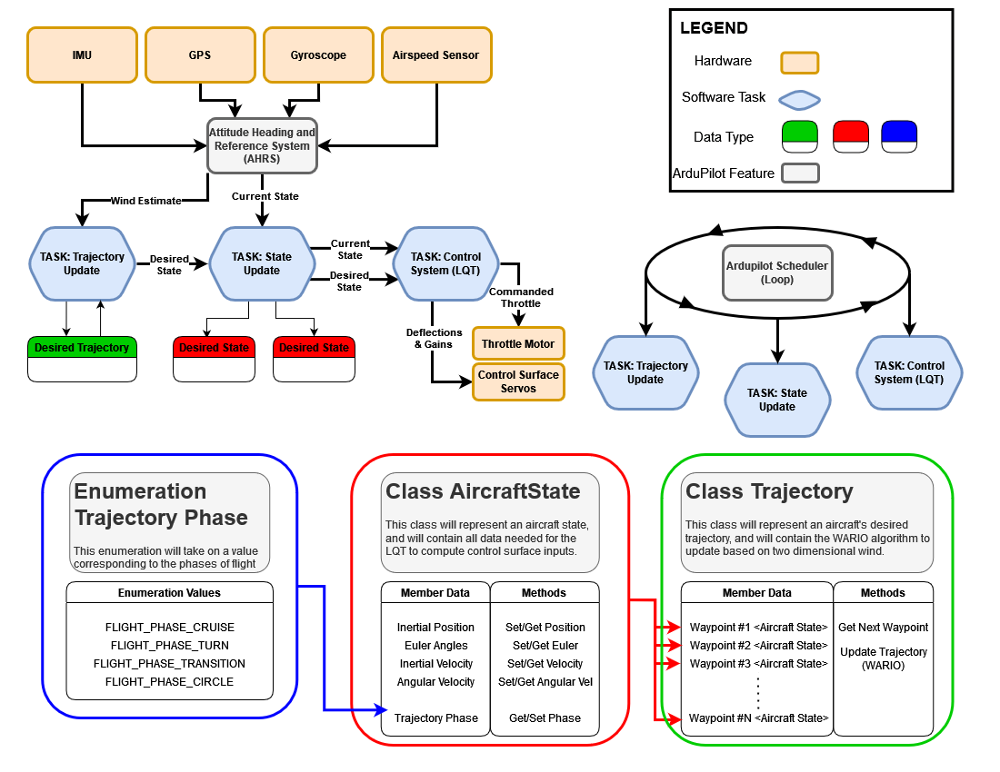 IMU
GPS
Gyroscope
Airspeed Sensor
Attitude Heading and
Reference System
(AHRS)
Wind Estimate
Current State
TASK: Trajectory
Update
Desired
State
TASK: State
Update
Current
State
Desired
State
TASK: Control
System (LQT)
Commanded
Throttle
Deflections
& Gains
Throttle Motor
Control Surface
Servos
Desired Trajectory
Desired State
Desired State
LEGEND
Hardware
Software Task
Data Type
ArduPilot Feature
Ardupilot Scheduler
(Loop)
TASK: Trajectory
Update
TASK: State
Update
TASK: Control
System (LQT)
Enumeration
Trajectory Phase
This enumeration will take on a value
corresponding to the phases of flight
Enumeration Values
FLIGHT_PHASE_CRUISE
FLIGHT_PHASE_TURN
FLIGHT_PHASE_TRANSITION
FLIGHT_PHASE_CIRCLE
Class AircraftState
This class will represent an aircraft state,
and will contain all data needed for the
LQT to compute control surface inputs.
Member Data
Inertial Position
Euler Angles
Inertial Velocity
Angular Velocity
Trajectory Phase
Methods
Set/Get Position
Set/Get Euler
Set/Get Velocity
Set/Get Angular Vel
Get/Set Phase
Class Trajectory
This class will represent an aircraft's desired
trajectory, and will contain the WARIO algorithm to
update based on two dimensional wind.
Member Data
Waypoint #1 <Aircraft State>
Waypoint #2 <Aircraft State>
Waypoint #3 <Aircraft State>
Waypoint #N <Aircraft State>
Methods
Get Next Waypoint
Update Trajectory
(WARIO)